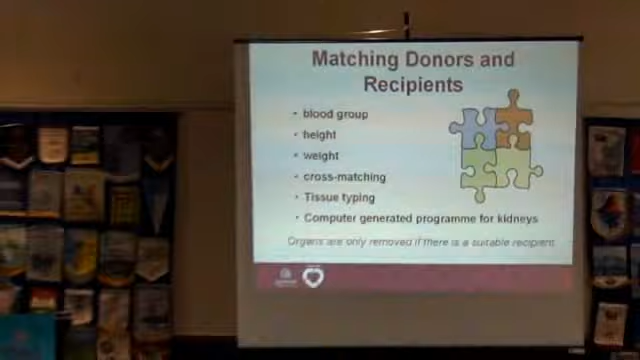 Matching Donors and
Recipients
• blood group
• height
• weight
• cross-matching
• Tissue typing
• Computer generated programme for kidneys
Organs are only removed if there is a suitable recipient